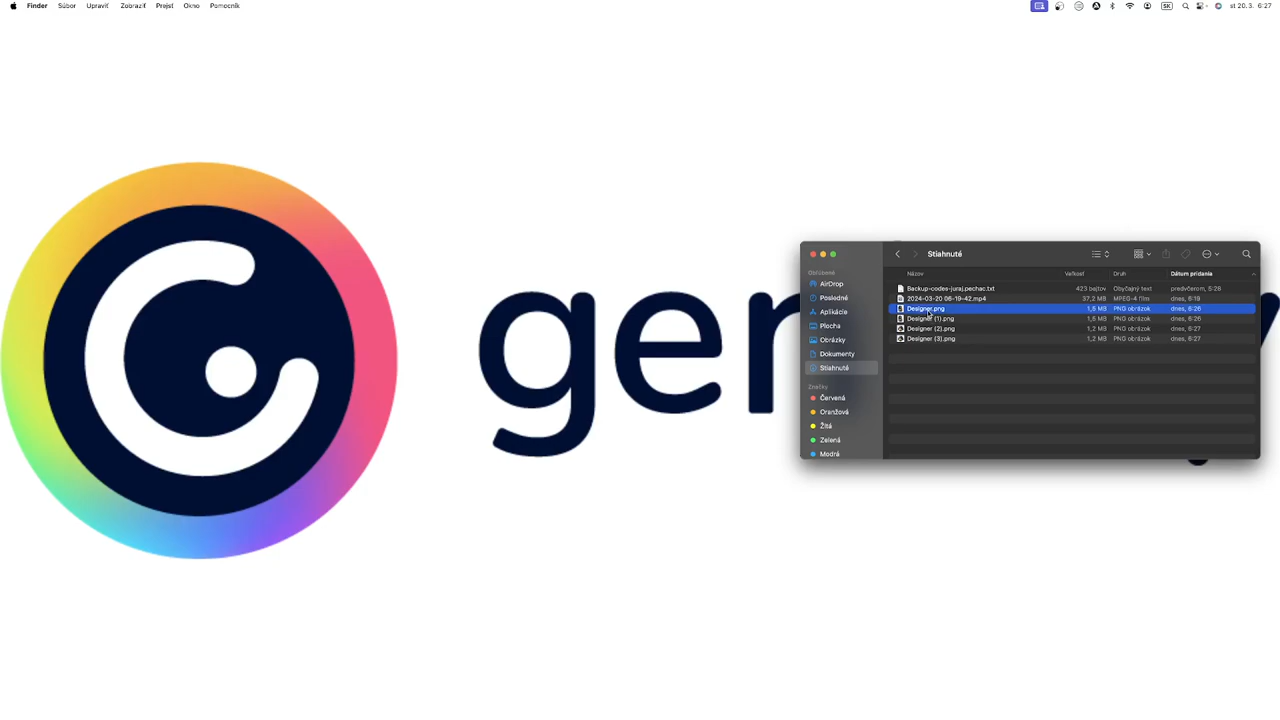 Finder Súbor Upraviť Zobraziť Prejsť Okno Pomocník
SK st 20.3. 6:27
Stiahnuté
Obľúbené
AirDrop
Posledné
Aplikácie
Plocha
Obrázky
Dokumenty
Stiahnuté
Značky
Červená
Oranžová
Žltá
Zelená
Modrá
Názov Veľkosť Druh Dátum pridania
Backup-codes-juraj.pechac.txt 423 bajtov Obyčajný text predvčerom, 5:28
2024-03-20 06-19-42.mp4 37,2 MB MPEG-4 film dnes, 6:19
Designer.png 1,5 MB PNG obrázok dnes, 6:26
Designer (1).png 1,6 MB PNG obrázok dnes, 6:26
Designer (2).png 1,2 MB PNG obrázok dnes, 6:27
Designer (3).png 1,2 MB PNG obrázok dnes, 6:27